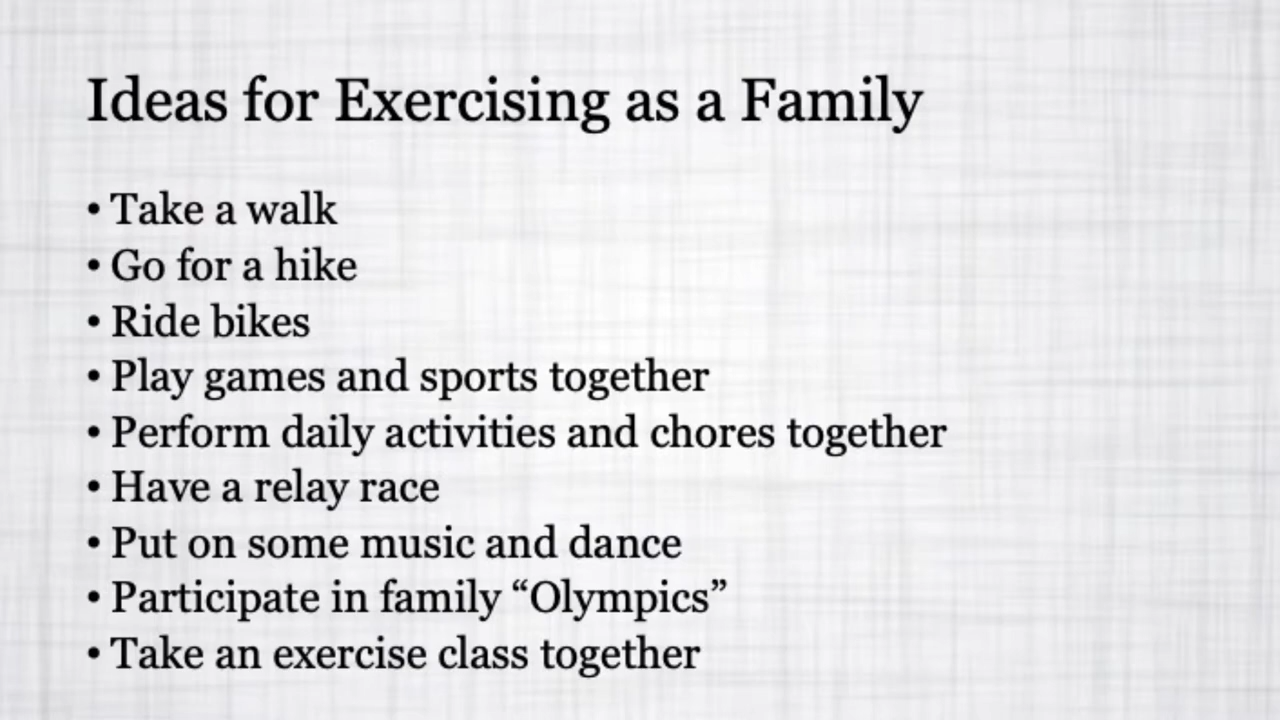 Ideas for Exercising as a Family
• Take a walk
• Go for a hike
• Ride bikes
• Play games and sports together
• Perform daily activities and chores together
• Have a relay race
• Put on some music and dance
• Participate in family “Olympics”
• Take an exercise class together